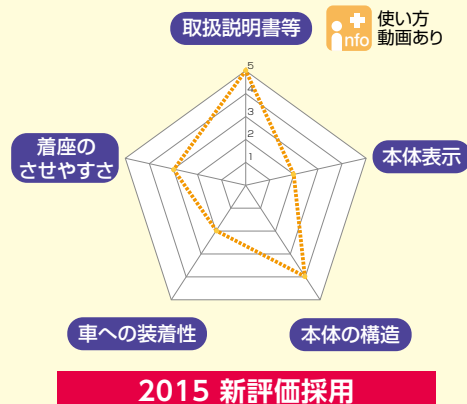 取扱説明書等
info
使い方
動画あり
5
4
3
2
1
着座の
させやすさ
本体表示
車への装着性
本体の構造
2015 新評価採用